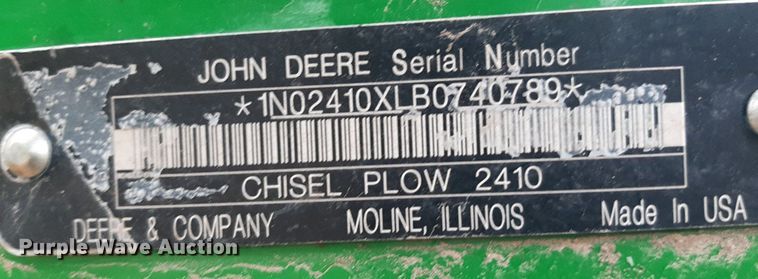 JOHN DEERE Serial Number
*1N02410XLB0740789*
CHISEL PLOW 2410
DEERE & COMPANY MOLINE, ILLINOIS Made In USA
Purple Wave Auction